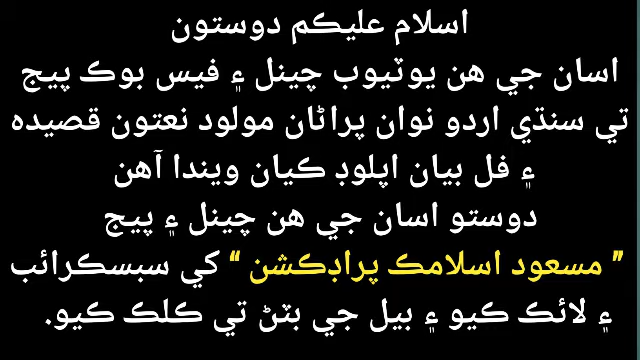 اسلام عليڪم دوستون
اسان جي هن يوٽيوب چينل ۽ فيس بوڪ پيج
تي سنڌي اردو نوان پراڻان مولود نعتون قصيده
۽ فل بيان اپلوڊ ڪيان ويندا آهن
دوستو اسان جي هن چينل ۽ پيج
” مسعود اسلامڪ پراڊڪشن “ کي سبسڪرائب
۽ لائڪ ڪيو ۽ بيل جي بٽڻ تي ڪلڪ ڪيو.